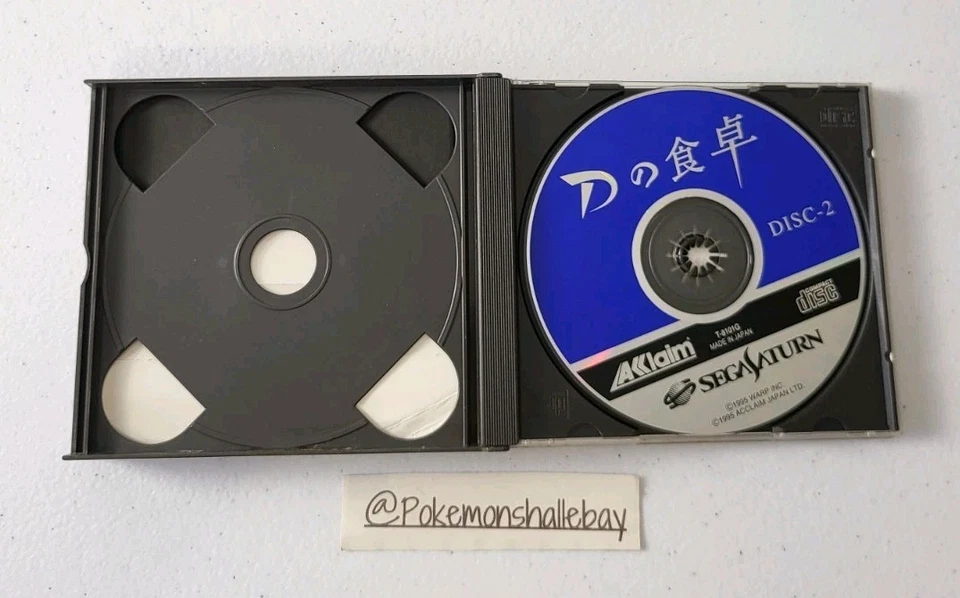 Dの食卓
DISC-2
COMPACT
disc
T-8101G
MADE IN JAPAN
AKklaim
SEGA SATURN
©1995 WARP INC.
©1995 ACCLAIM JAPAN LTD.
@Pokemonshallebay